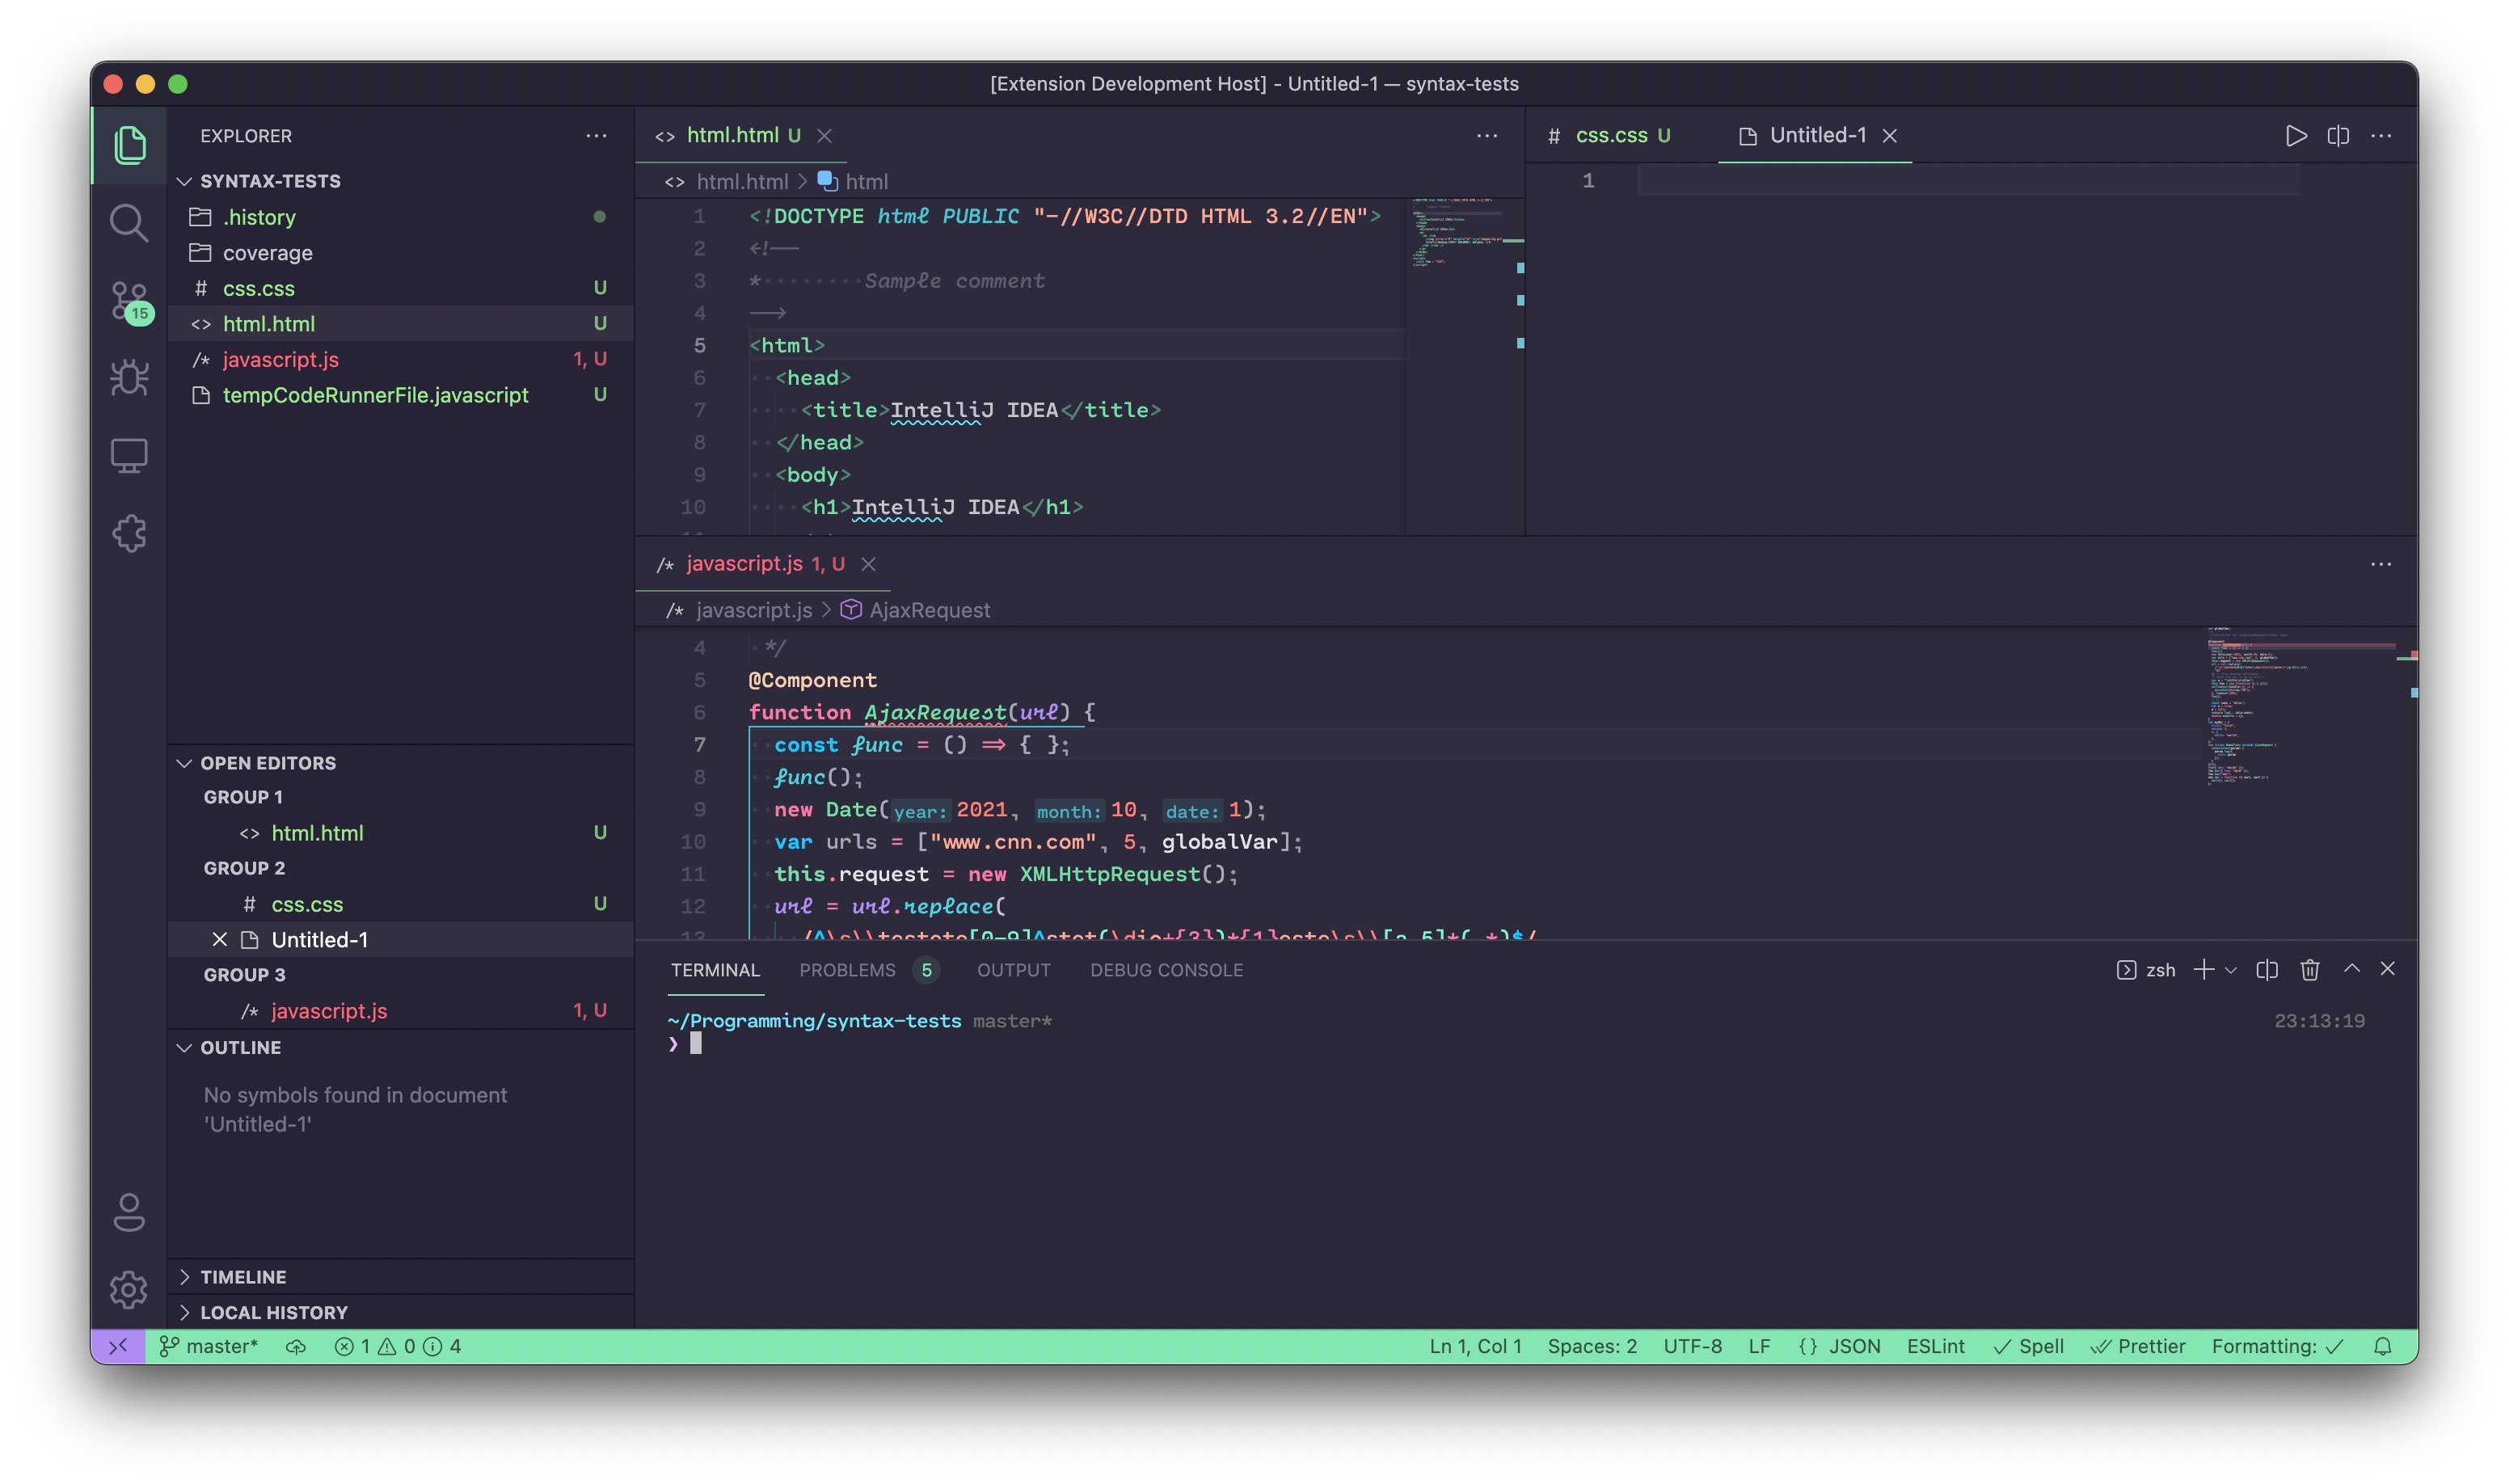 [Extension Development Host] - Untitled-1 — syntax-tests
EXPLORER
SYNTAX-TESTS
.history
coverage
# css.css U
<> html.html U
/* javascript.js 1, U
tempCodeRunnerFile.javascript U
15
OPEN EDITORS
GROUP 1
<> html.html U
GROUP 2
# css.css U
Untitled-1
GROUP 3
/* javascript.js 1, U
OUTLINE
No symbols found in document
'Untitled-1'
TIMELINE
LOCAL HISTORY
<> html.html U
<> html.html > html
1 <!DOCTYPE html PUBLIC "-//W3C//DTD HTML 3.2//EN">
2 <!--
3 *········Sample comment
4 -->
5 <html>
6 ··<head>
7 ····<title>IntelliJ IDEA</title>
8 ··</head>
9 ··<body>
10 ····<h1>IntelliJ IDEA</h1>
# css.css U
Untitled-1
1
/* javascript.js 1, U
/* javascript.js > AjaxRequest
4 ·*/
5 @Component
6 function AjaxRequest(url) {
7 ··const func = () => { };
8 ··func();
9 ··new Date(year: 2021, month: 10, date: 1);
10 ··var urls = ["www.cnn.com", 5, globalVar];
11 ··this.request = new XMLHttpRequest();
12 ··url = url.replace(
TERMINAL PROBLEMS 5 OUTPUT DEBUG CONSOLE
zsh
~/Programming/syntax-tests master* 23:13:19
❯
master* 1 0 4
Ln 1, Col 1 Spaces: 2 UTF-8 LF {} JSON ESLint ✓ Spell Prettier Formatting: ✓